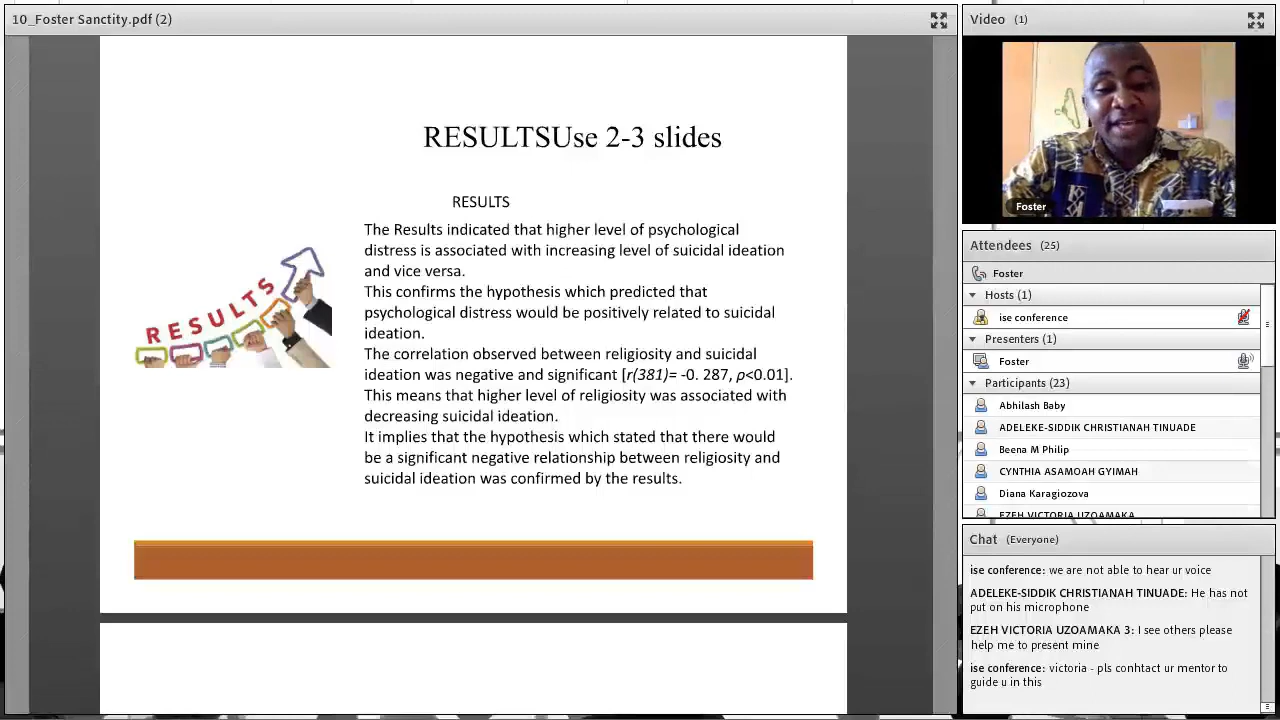 10_Foster Sanctity.pdf (2)
RESULTSUse 2-3 slides
RESULTS
The Results indicated that higher level of psychological
distress is associated with increasing level of suicidal ideation
and vice versa.
This confirms the hypothesis which predicted that
psychological distress would be positively related to suicidal
ideation.
The correlation observed between religiosity and suicidal
ideation was negative and significant [r(381)= -0. 287, p<0.01].
This means that higher level of religiosity was associated with
decreasing suicidal ideation.
It implies that the hypothesis which stated that there would
be a significant negative relationship between religiosity and
suicidal ideation was confirmed by the results.
RESULTS
Video (1)
Foster
Attendees (25)
Foster
Hosts (1)
ise conference
Presenters (1)
Foster
Participants (23)
Abhilash Baby
ADELEKE-SIDDIK CHRISTIANAH TINUADE
Beena M Philip
CYNTHIA ASAMOAH GYIMAH
Diana Karagiozova
EZEH VICTORIA UZOAMAKA
Chat (Everyone)
ise conference: we are not able to hear ur voice
ADELEKE-SIDDIK CHRISTIANAH TINUADE: He has not
put on his microphone
EZEH VICTORIA UZOAMAKA 3: I see others please
help me to present mine
ise conference: victoria - pls conhtact ur mentor to
guide u in this